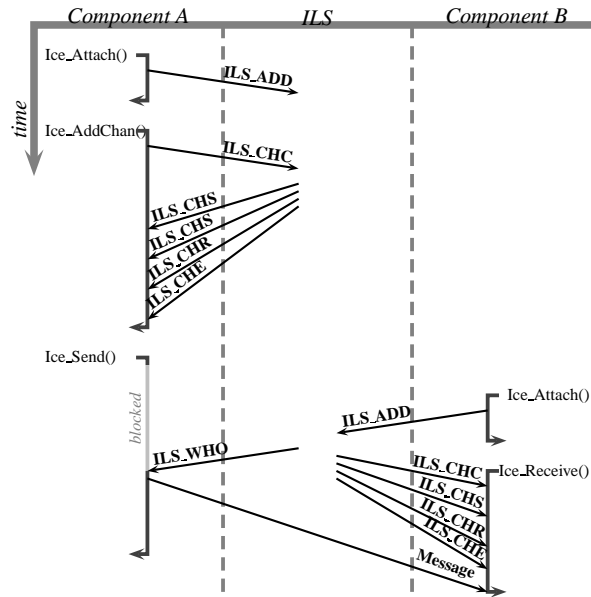 Component A
ILS
Component B
time
Ice_Attach()
ILS_ADD
Ice_AddChan()
ILS_CHC
ILS_CHS
ILS_CHS
ILS_CHR
ILS_CHE
Ice_Send()
blocked
Ice_Attach()
ILS_ADD
ILS_WHO
ILS_CHC
Ice_Receive()
ILS_CHS
ILS_CHR
ILS_CHE
Message